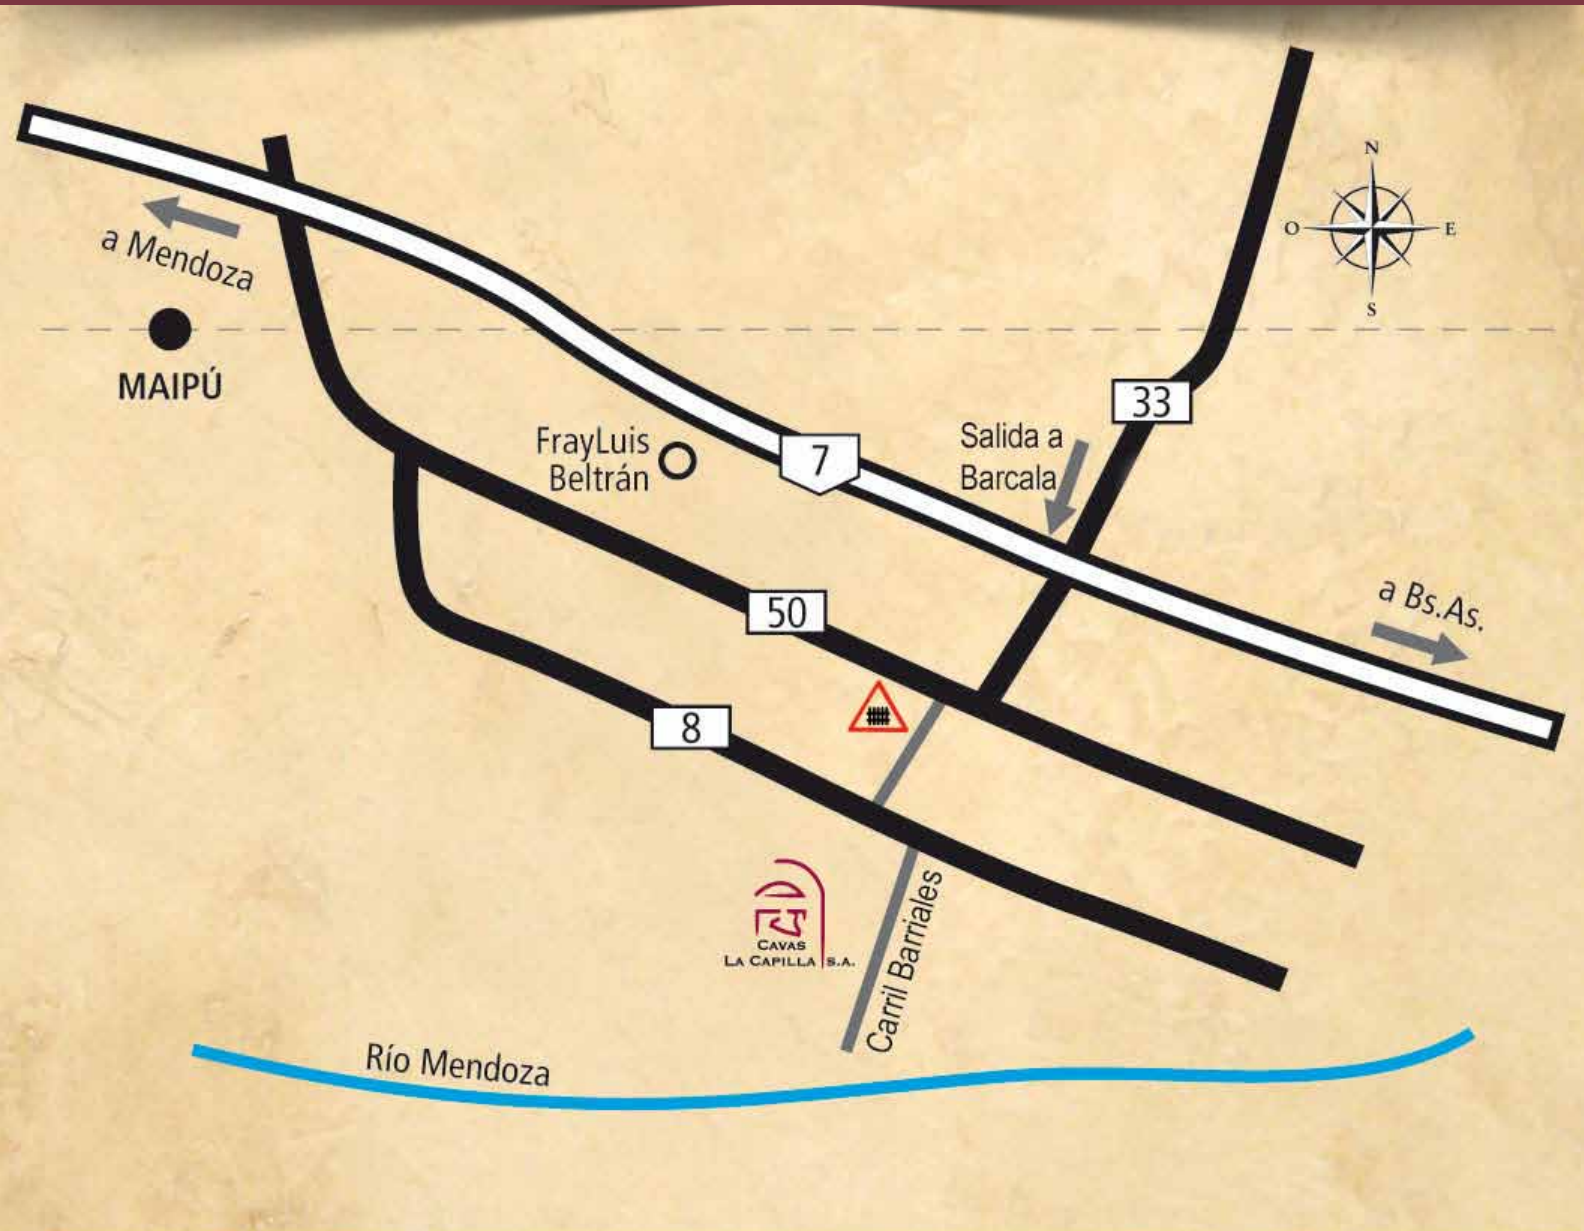 N
O
E
S
a Mendoza
MAIPÚ
33
FrayLuis
Beltrán
7
Salida a
Barcala
a Bs.As.
50
8
CAVAS
LA CAPILLA S.A.
Carril Barriales
Río Mendoza